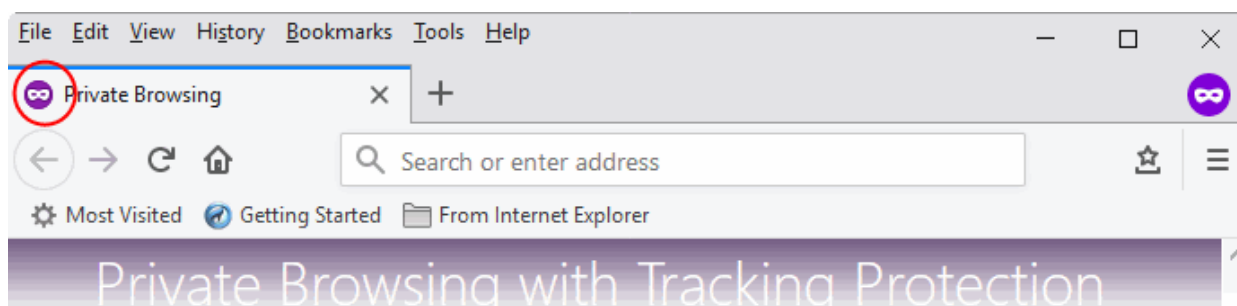 File Edit View History Bookmarks Tools Help
Private Browsing
Search or enter address
Most Visited Getting Started From Internet Explorer
Private Browsing with Tracking Protection